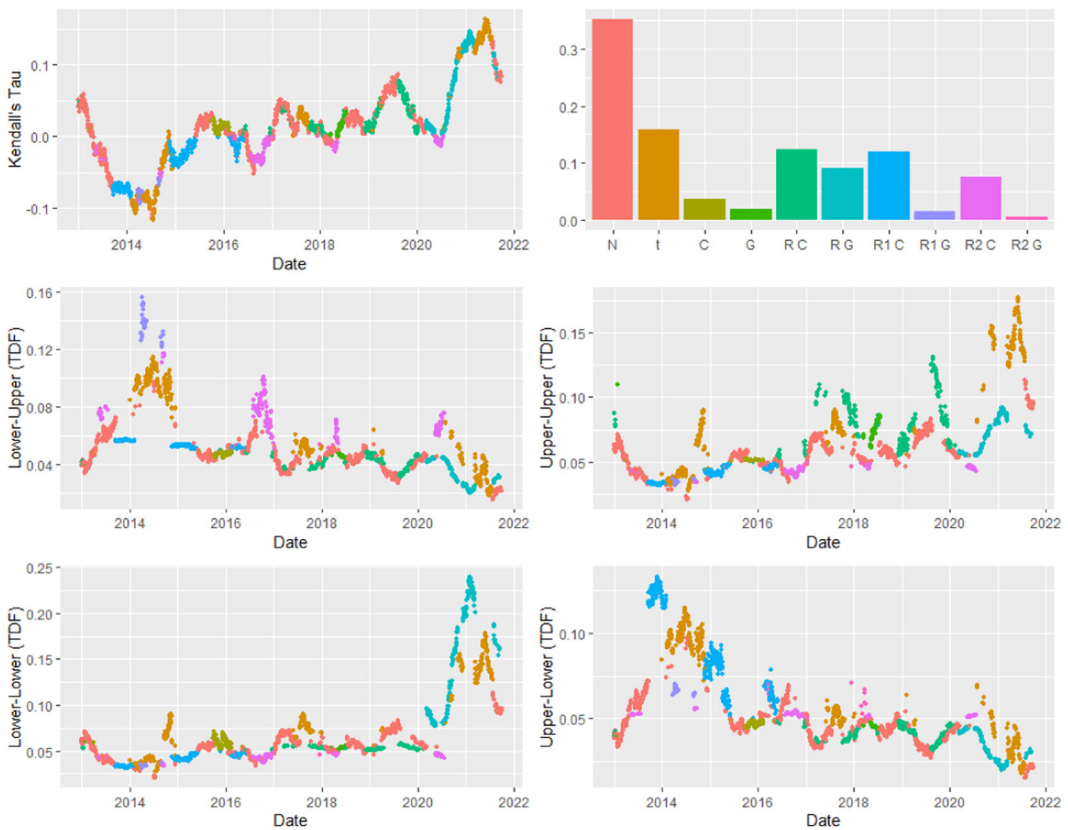 Kendall's Tau
0.1
0.0
-0.1
2014 2016 2018 2020 2022
Date
0.3
0.2
0.1
0.0
N t C G R C R G R1 C R1 G R2 C R2 G
Lower-Upper (TDF)
0.16
0.12
0.08
0.04
2014 2016 2018 2020 2022
Date
Upper-Upper (TDF)
0.15
0.10
0.05
2014 2016 2018 2020 2022
Date
Lower-Lower (TDF)
0.25
0.20
0.15
0.10
0.05
2014 2016 2018 2020 2022
Date
Upper-Lower (TDF)
0.10
0.05
2014 2016 2018 2020 2022
Date